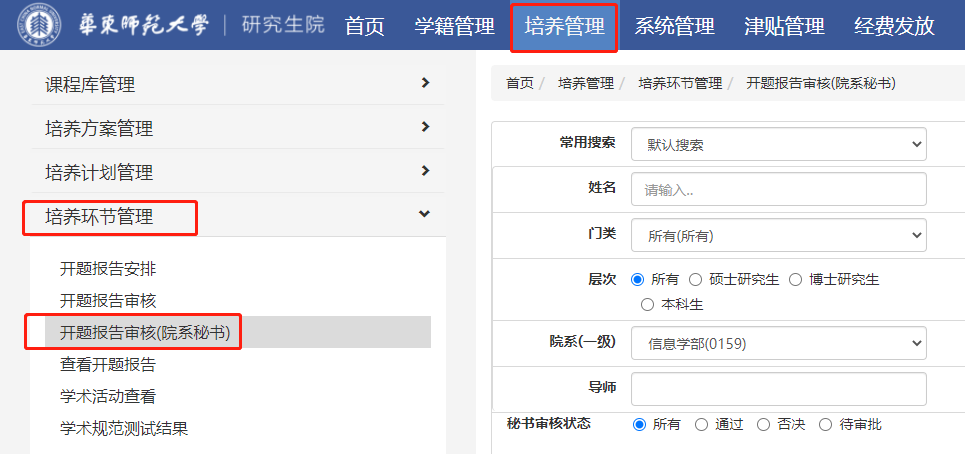 華東師範大學 研究生院 首页 学籍管理 培养管理 系统管理 津贴管理 经费发放
课程库管理
培养方案管理
培养计划管理
培养环节管理
开题报告安排
开题报告审核
开题报告审核(院系秘书)
查看开题报告
学术活动查看
学术规范测试结果
首页 / 培养管理 / 培养环节管理 / 开题报告审核(院系秘书)
常用搜索 默认搜索
姓名 请输入..
门类 所有(所有)
层次 所有 硕士研究生 博士研究生
本科生
院系(一级) 信息学部(0159)
导师
秘书审核状态 所有 通过 否决 待审批